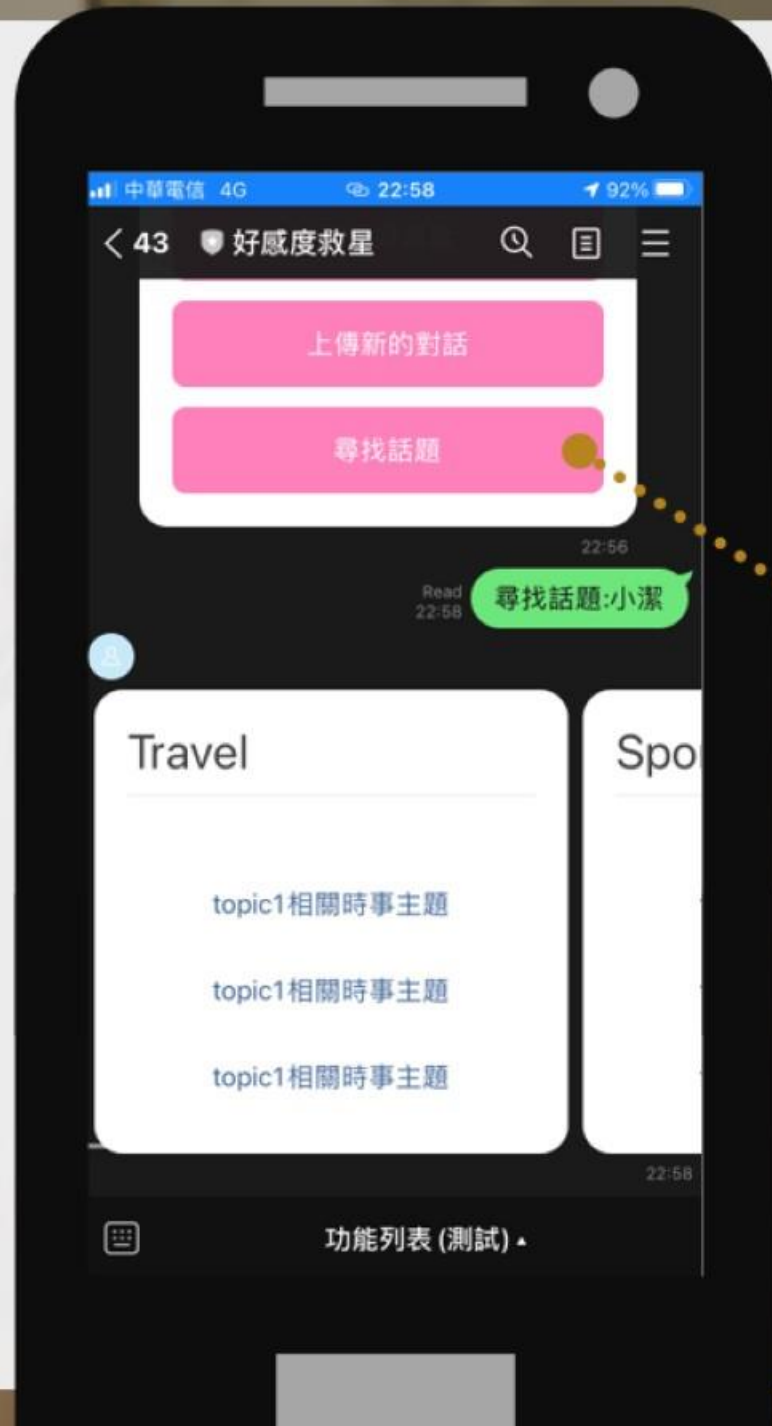 中華電信 4G 22:58 92%
43 好感度救星
上傳新的對話
尋找話題
22:56
Read
22:58
尋找話題:小潔
Travel
Spo
topic1相關時事主題
topic1相關時事主題
topic1相關時事主題
22:58
功能列表 (測試)